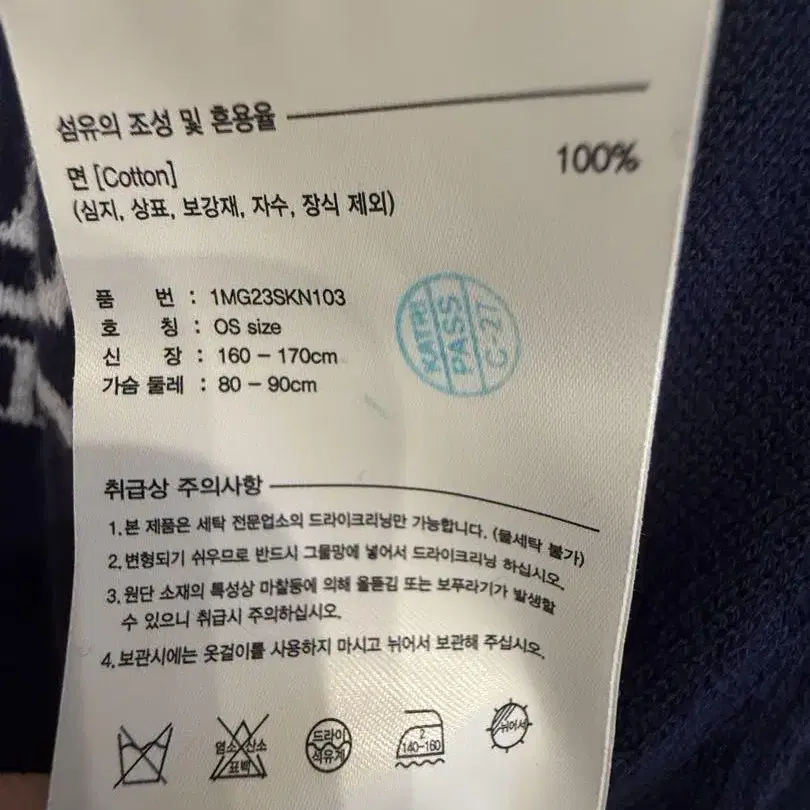 섬유의 조성 및 혼용율
면 [Cotton] 100%
(심지, 상표, 보강재, 자수, 장식 제외)
품 번 : 1MG23SKN103
호 칭 : OS size
신 장 : 160 - 170cm
가슴 둘레 : 80 - 90cm
KATRI
PASS
C-27
취급상 주의사항
1.본 제품은 세탁 전문업소의 드라이크리닝만 가능합니다. (물세탁 불가)
2.변형되기 쉬우므로 반드시 그물망에 넣어서 드라이크리닝 하십시오.
3.원단 소재의 특성상 마찰등에 의해 올뜯김 또는 보푸라기가 발생할
수 있으니 취급시 주의하십시오.
4.보관시에는 옷걸이를 사용하지 마시고 뉘어서 보관해 주십시오.
염소 산소
표백
드라이
석유계
2
140-160
뉘어서